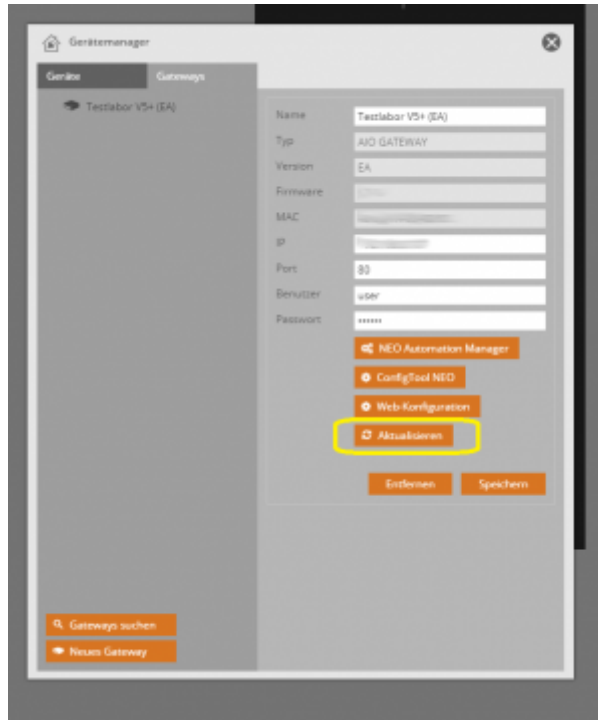 Gerätemanager
Geräte
Gateways
Testlabor V5+ (EA)
Name
Testlabor V5+ (EA)
Typ
AIO GATEWAY
Version
EA
Firmware
MAC
IP
Port
80
Benutzer
user
Passwort
••••••
NEO Automation Manager
ConfigTool NEO
Web-Konfiguration
Aktualisieren
Entfernen
Speichern
Gateways suchen
Neues Gateway